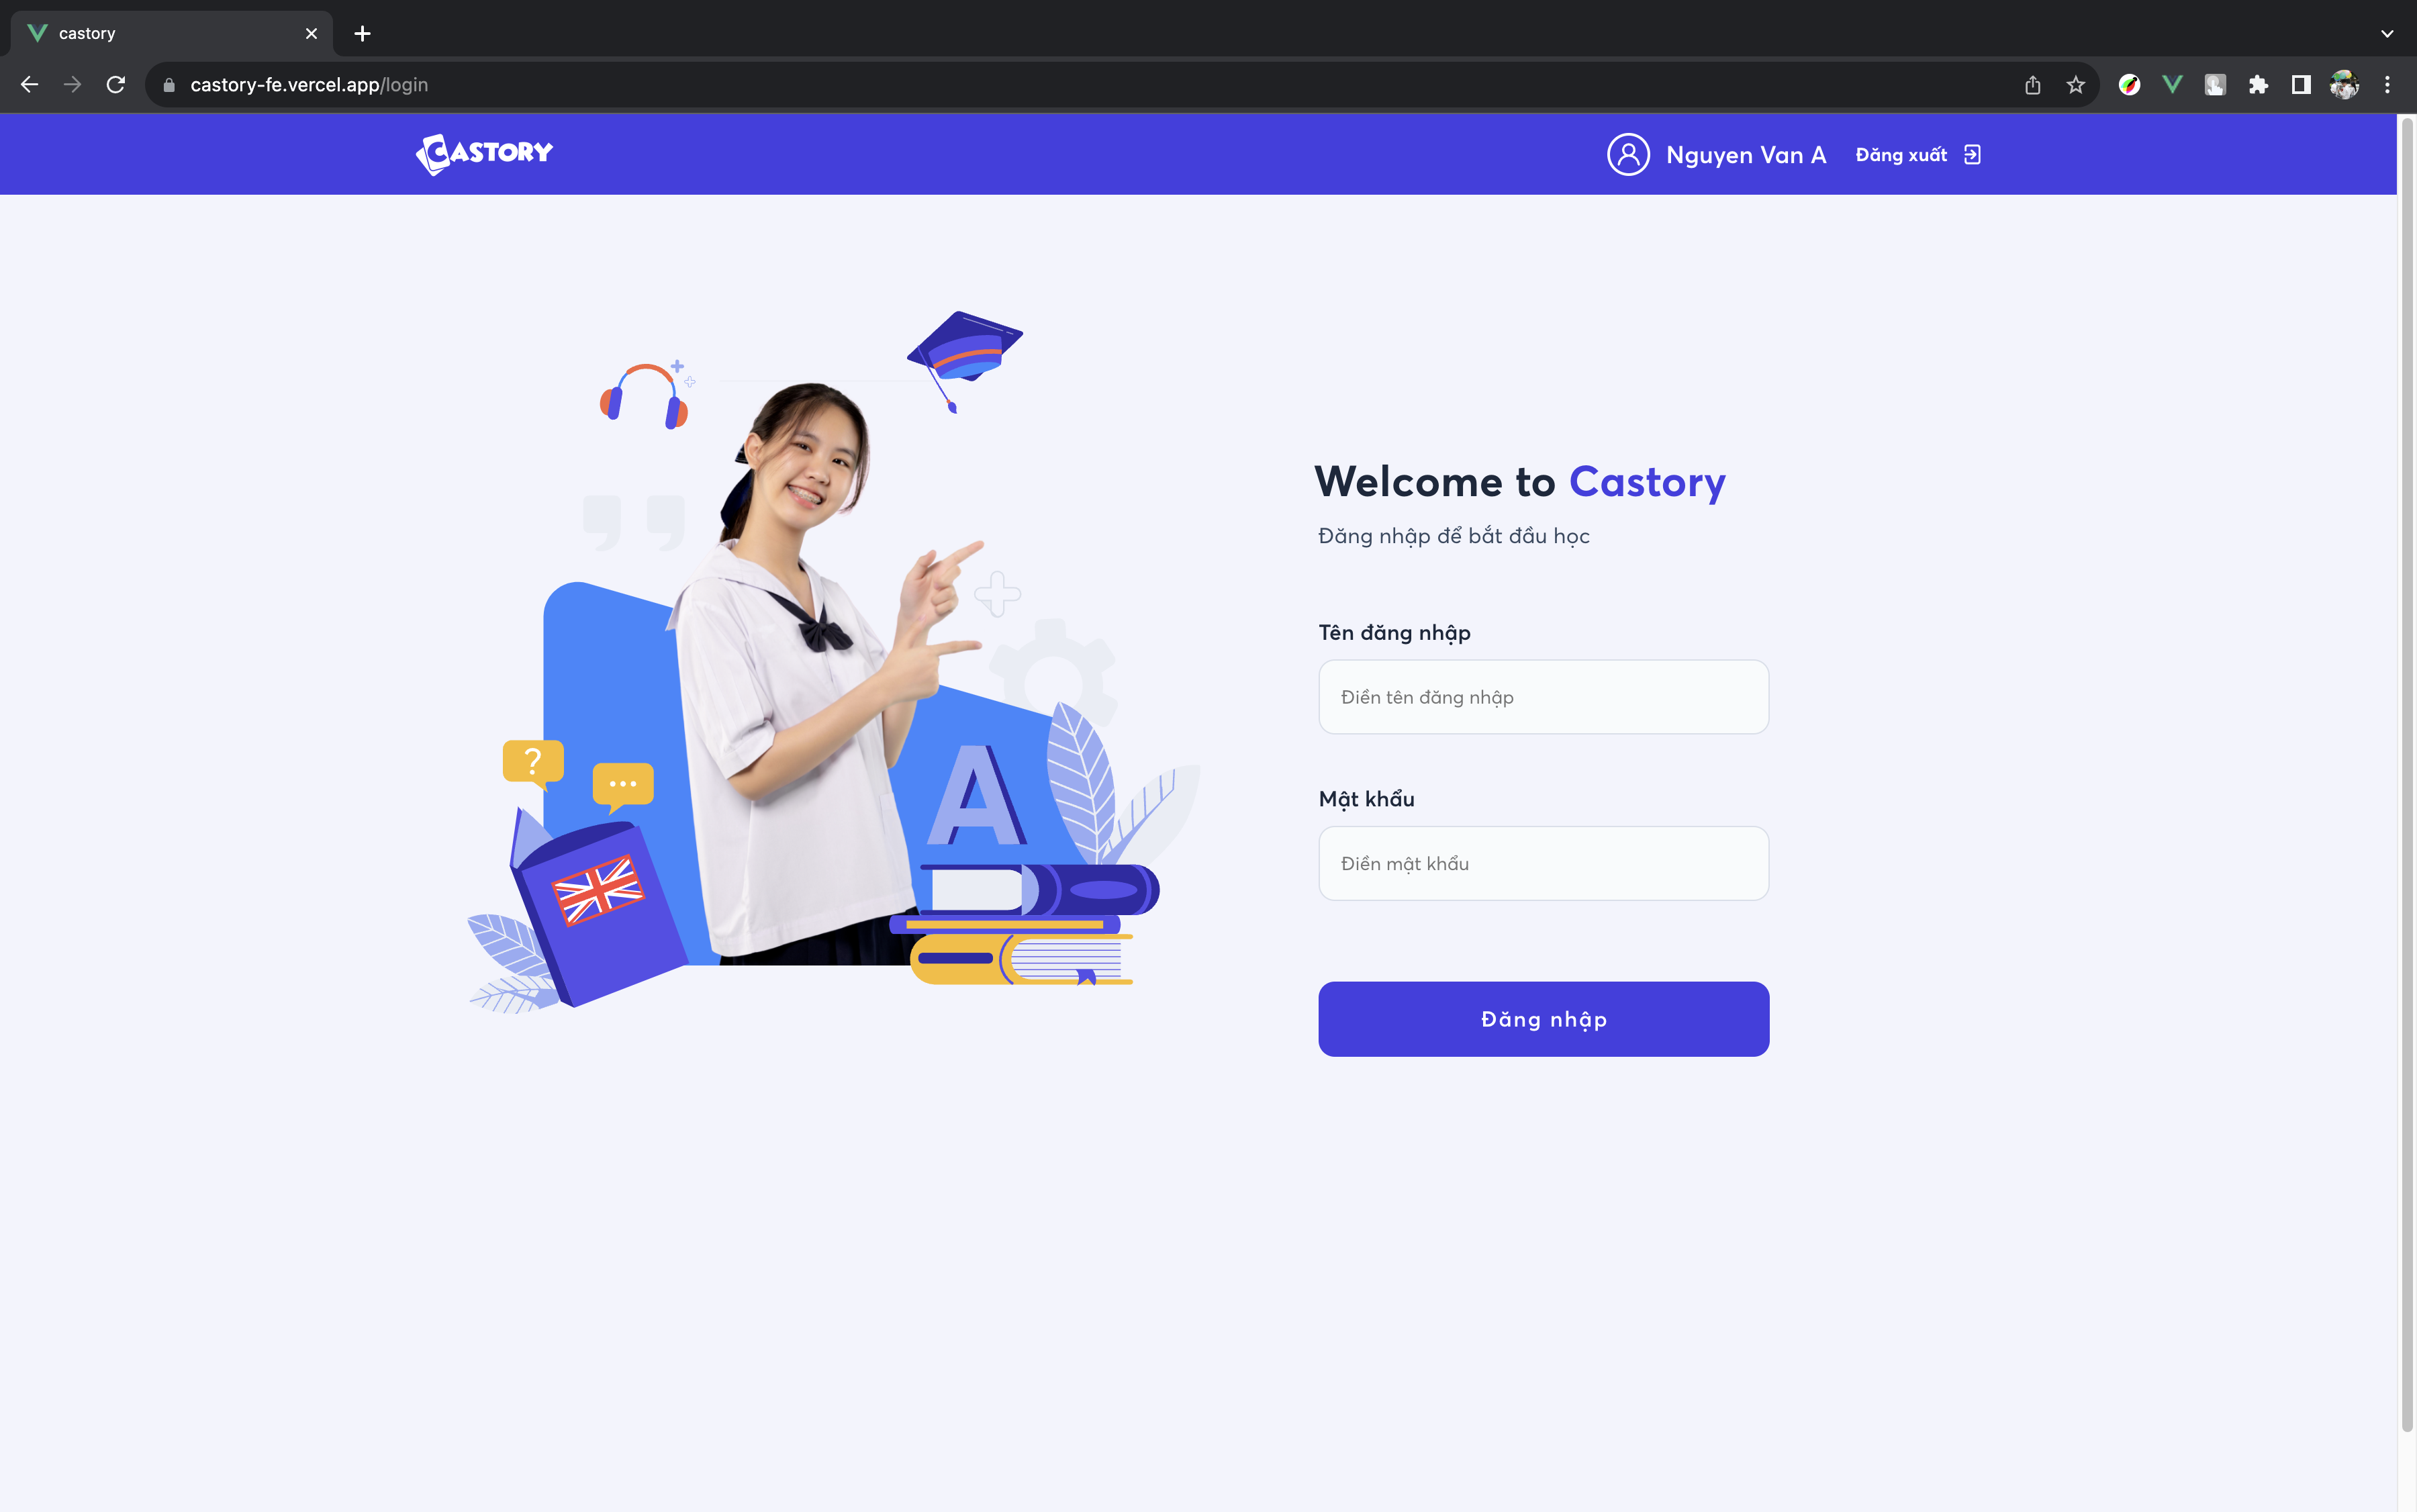 castory
castory-fe.vercel.app/login
CASTORY
Nguyen Van A
Đăng xuất
Welcome to Castory
Đăng nhập để bắt đầu học
Tên đăng nhập
Điền tên đăng nhập
Mật khẩu
Điền mật khẩu
Đăng nhập
?
A